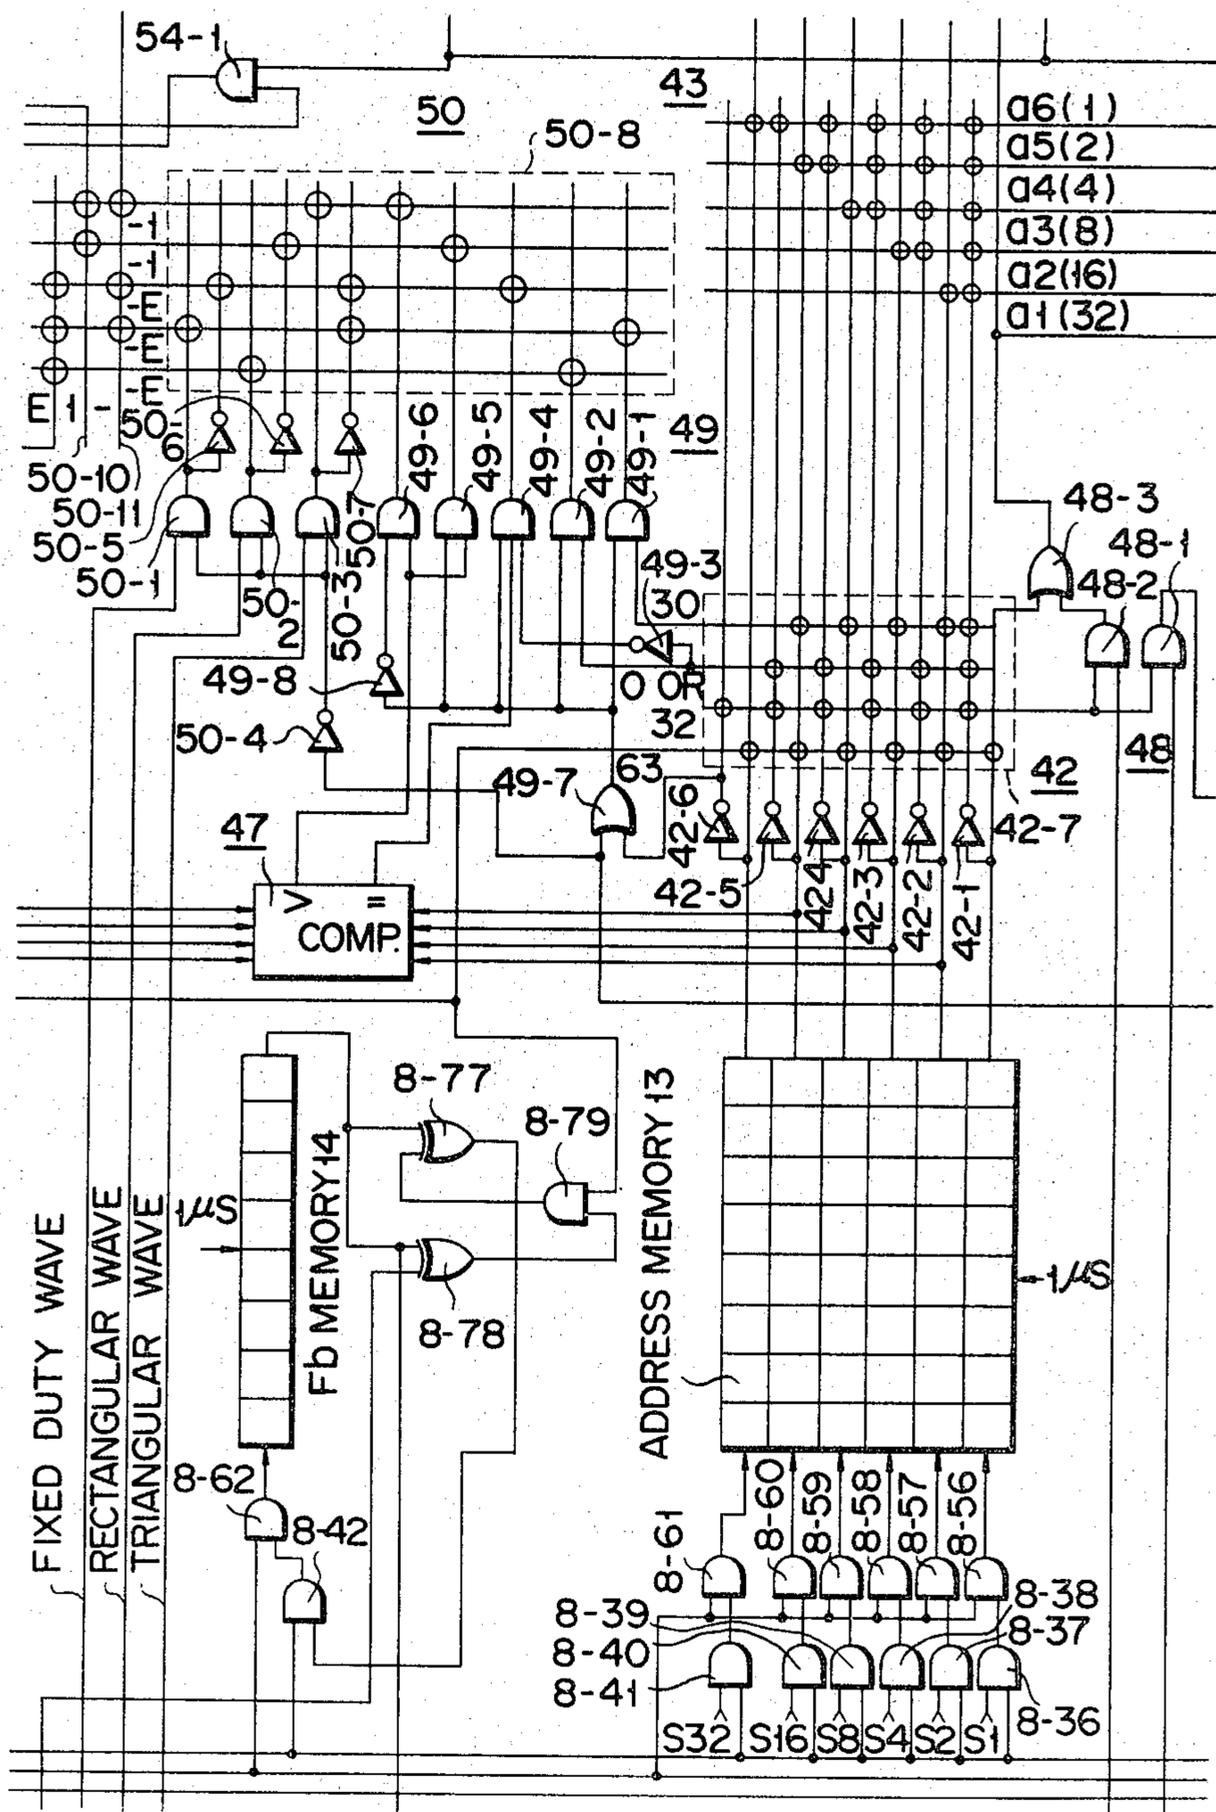 54-1
50
43
50-8
a6(1)
a5(2)
a4(4)
a3(8)
a2(16)
a1(32)
-1
-1
-E
-E
-E
E 1 -
50-6
50-10
50-11
50-5
50-1
50-2
50-3
50-7
49-6
49-5
49-4
49-2
49-1
49
48-3
48-1
48-2
49-3
30
49-8
0 OR
32
50-4
63
48
42
49-7
42-6
42-7
47
42-5
424
42-3
42-2
42-1
V =
COMP.
8-77
8-79
1μS
Fb MEMORY 14
8-78
ADDRESS MEMORY 13
1μS
FIXED DUTY WAVE
RECTANGULAR WAVE
TRIANGULAR WAVE
8-62
8-42
8-61
8-60
8-59
8-58
8-57
8-56
8-39
8-38
8-40
8-37
8-41
8-36
S32 S16 S8 S4 S2 S1